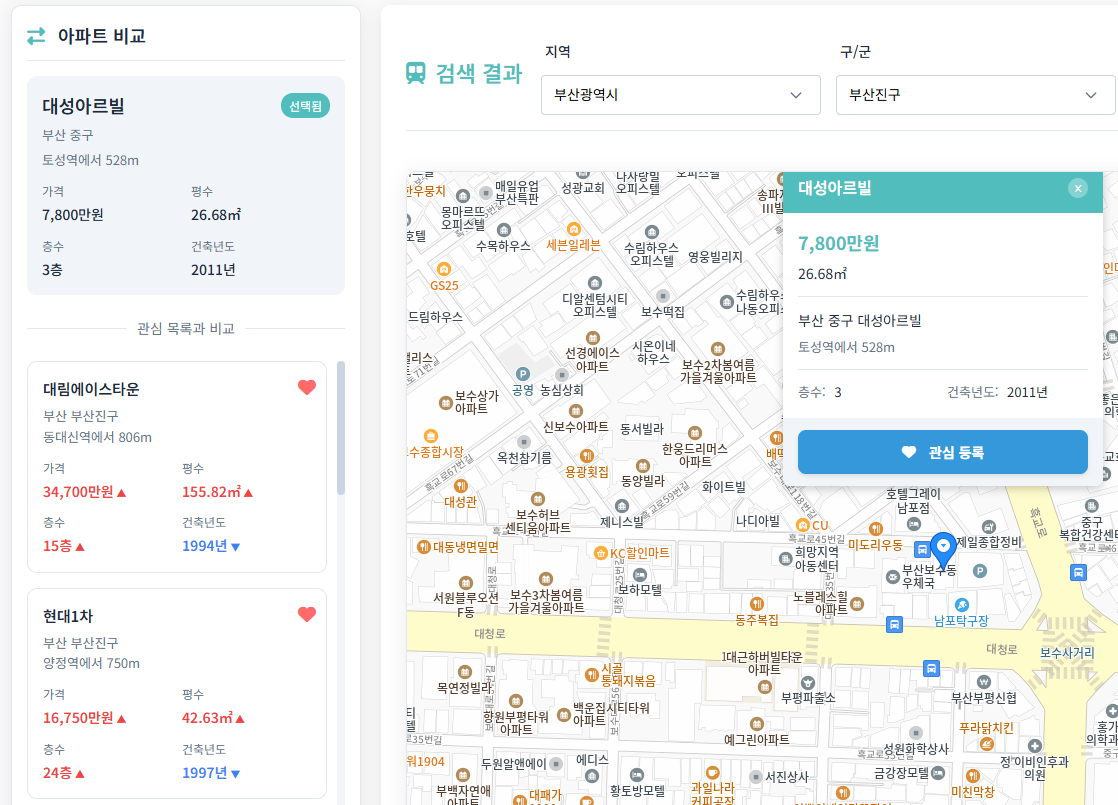 아파트 비교
대성아르빌
선택됨
부산 중구
토성역에서 528m
가격
평수
7,800만원
26.68㎡
층수
건축년도
3층
2011년
관심 목록과 비교
대림에이스타운
부산 부산진구
동대신역에서 806m
가격
평수
34,700만원▲
155.82㎡▲
층수
건축년도
15층▲
1994년▼
현대1차
부산 부산진구
양정역에서 750m
가격
평수
16,750만원▲
42.63㎡▲
층수
건축년도
24층▲
1997년▼
검색 결과
지역
부산광역시
구/군
부산진구
매일유업
부산특판
성광교회
나사랑빌
오피스텔
오피스텔
몽마르뜨
오피스텔
수목하우스
세븐일레븐
수림하우스
오피스텔
영웅빌리지
GS25
디알센텀시티
오피스텔
보수떡집
수림하우스
나동오피스
드림하우스
선경에이스
아파트
시온이네
하우스
보수2차봄여름
가을겨울아파트
P
공영
농심상회
보수상가
아파트
신보수아파트
동서빌라
한웅드리머스
아파트
수종합시장
옥천참기름
용광횟집
동양빌라
흑교로67번길
흑교로59번길
화이트빌
대성관
보수허브
센티움아파트
제니스빌
나디아빌
CU
흑교로45번길
대동냉면밀면
KC할인마트
희망지역
아동센터
미도리우동
호텔그레이
남포점
제일종합정비
흑교로
중구
복합건강센터
서원블루오션
F동
보수3차봄여름
가을겨울아파트
보하모텔
부산보수동
우체국
P
노블레스힐
아파트
동주복집
남포탁구장
대청로
대청로
보수사거리
1대근하버빌타운
아파트
목연정빌라
시골
통돼지볶음
부평파출소
부산부평신협
향원부평타워
아파트
백운집시티타워
아파트
예그린아파트
푸라닭치킨
성원화학상사
정이비인후과
의원
두원알앤에이
에디스
부백자연애
아파트
대패가
황토방모텔
과일나라
커피공장
서진상사
금강장모텔
미친막창
대성아르빌
×
7,800만원
26.68㎡
부산 중구 대성아르빌
토성역에서 528m
층수: 3
건축년도: 2011년
관심 등록